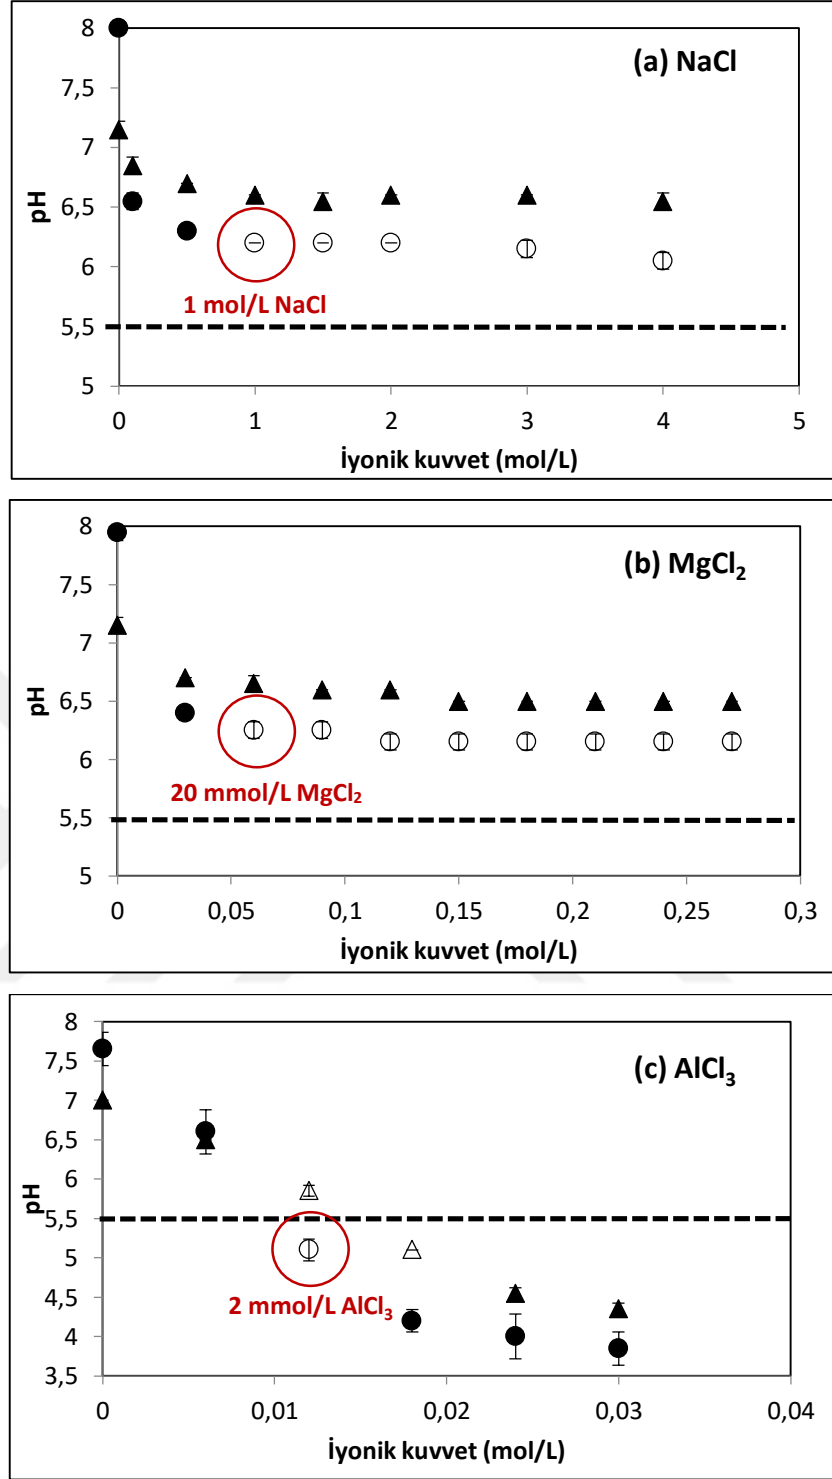 (a) NaCl
8
7,5
7
6,5
6
5,5
5
pH
1 mol/L NaCl
0 1 2 3 4 5
İyonik kuvvet (mol/L)
(b) MgCl₂
8
7,5
7
6,5
6
5,5
5
pH
20 mmol/L MgCl₂
0 0,05 0,1 0,15 0,2 0,25 0,3
İyonik kuvvet (mol/L)
(c) AlCl₃
8
7,5
7
6,5
6
5,5
5
4,5
4
3,5
pH
2 mmol/L AlCl₃
0 0,01 0,02 0,03 0,04
İyonik kuvvet (mol/L)